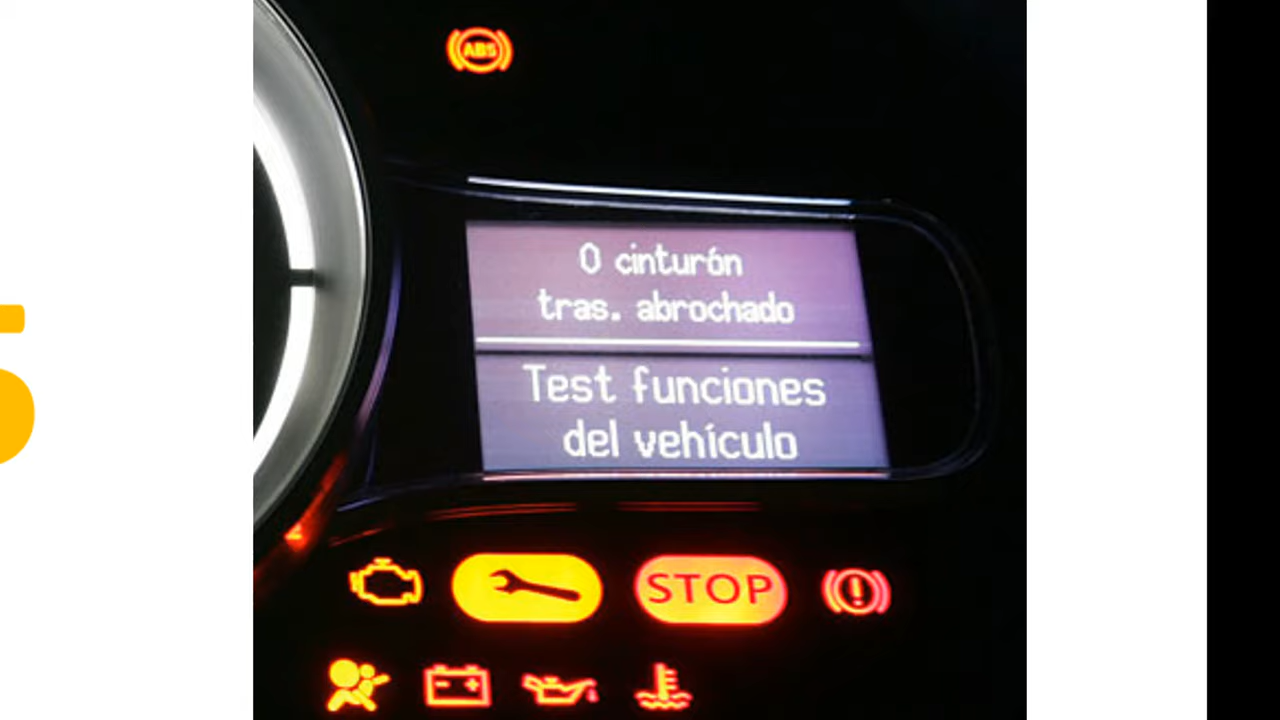 ABS
0 cinturón
tras. abrochado
Test funciones
del vehículo
STOP